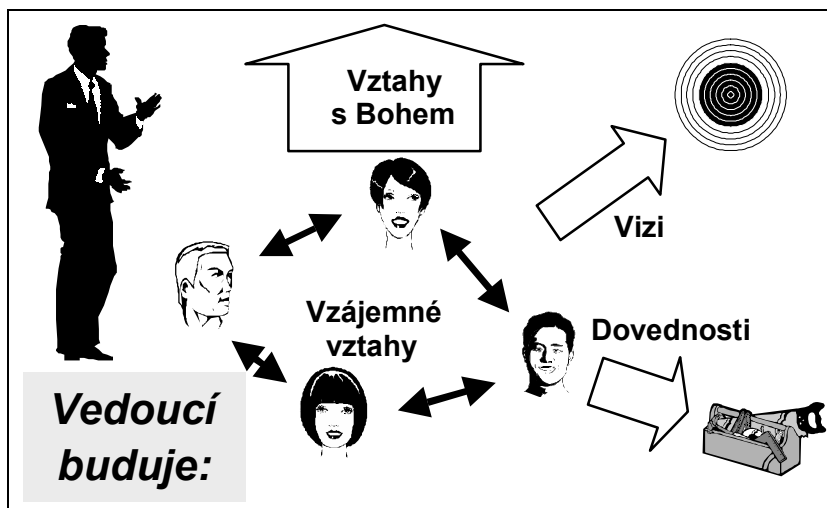 Vztahy
s Bohem
Vizi
Vzájemné
vztahy
Dovednosti
Vedoucí
buduje: